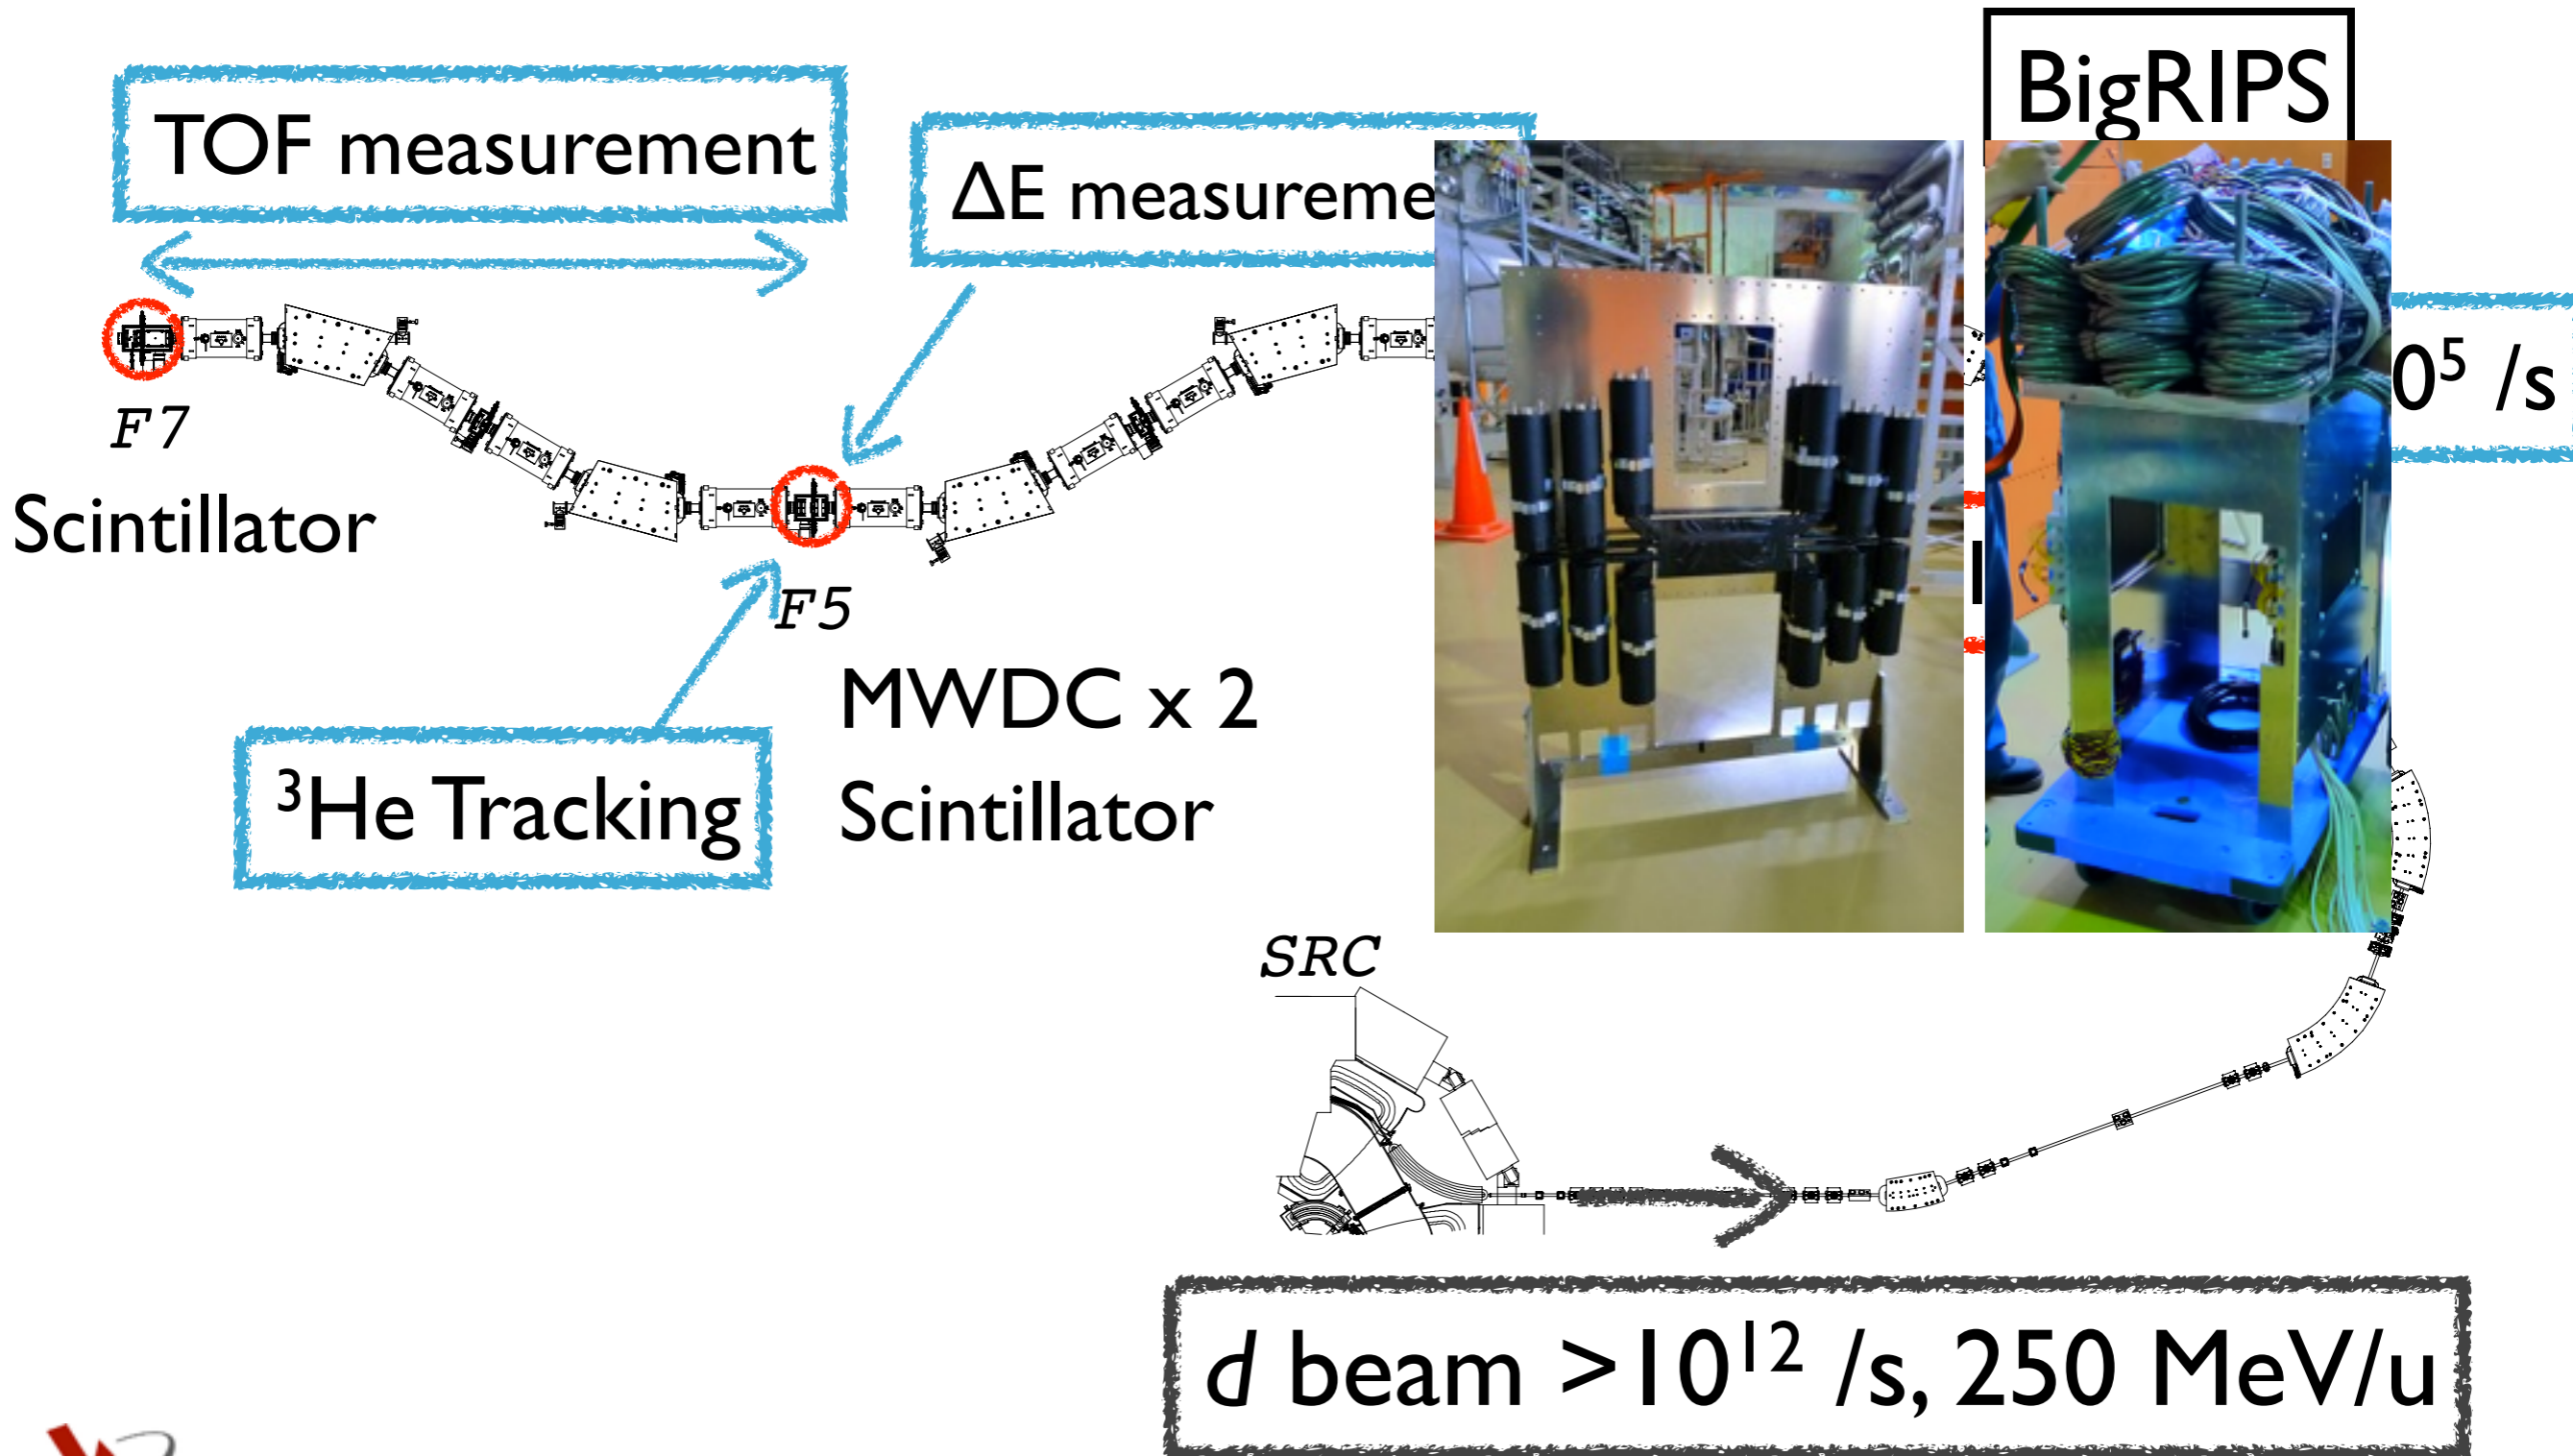 BigRIPS
TOF measurement
ΔE measureme
0⁵ /s
F7
Scintillator
F5
MWDC x 2
Scintillator
³He Tracking
SRC
d beam >10¹² /s, 250 MeV/u